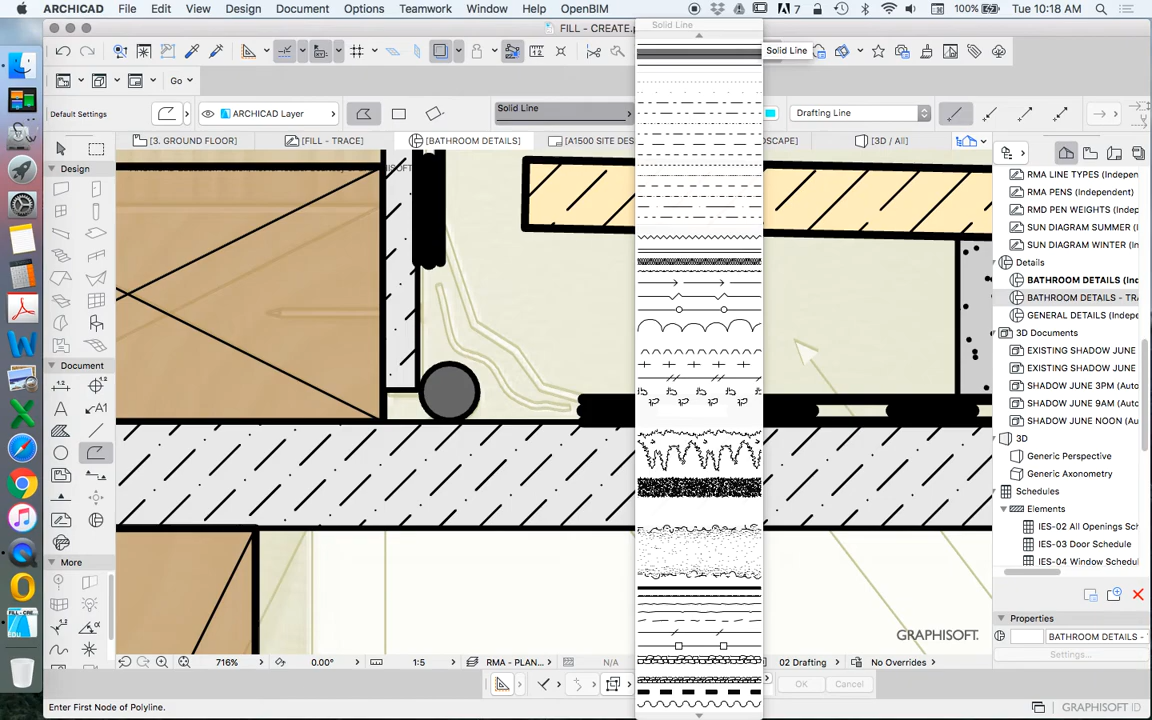 ARCHICAD File Edit View Design Document Options Teamwork Window Help OpenBIM 7 100% Tue 10:18 AM
FILL - CREATE.p
Solid Line
Solid Line
Go
Default Settings
ARCHICAD Layer
Solid Line
Drafting Line
[3. GROUND FLOOR]
[FILL - TRACE]
[BATHROOM DETAILS]
[A1500 SITE DES
SCAPE]
[3D / All]
Design
Document
More
RMA LINE TYPES (Indepen
RMA PENS (Independent)
RMD PEN WEIGHTS (Indep
SUN DIAGRAM SUMMER (
SUN DIAGRAM WINTER (In
Details
BATHROOM DETAILS (Ind
BATHROOM DETAILS - TRA
GENERAL DETAILS (Indepe
3D Documents
EXISTING SHADOW JUNE
EXISTING SHADOW JUNE
SHADOW JUNE 3PM (Auto
SHADOW JUNE 9AM (Auto
SHADOW JUNE NOON (Au
3D
Generic Perspective
Generic Axonometry
Schedules
Elements
IES-02 All Openings Sch
IES-03 Door Schedule
IES-04 Window Schedul
Properties
BATHROOM DETAILS -
Settings...
GRAPHISOFT.
716% 0.00° 1:5 RMA - PLAN... N/A 02 Drafting No Overrides
OK Cancel
Enter First Node of Polyline.
GRAPHISOFT ID